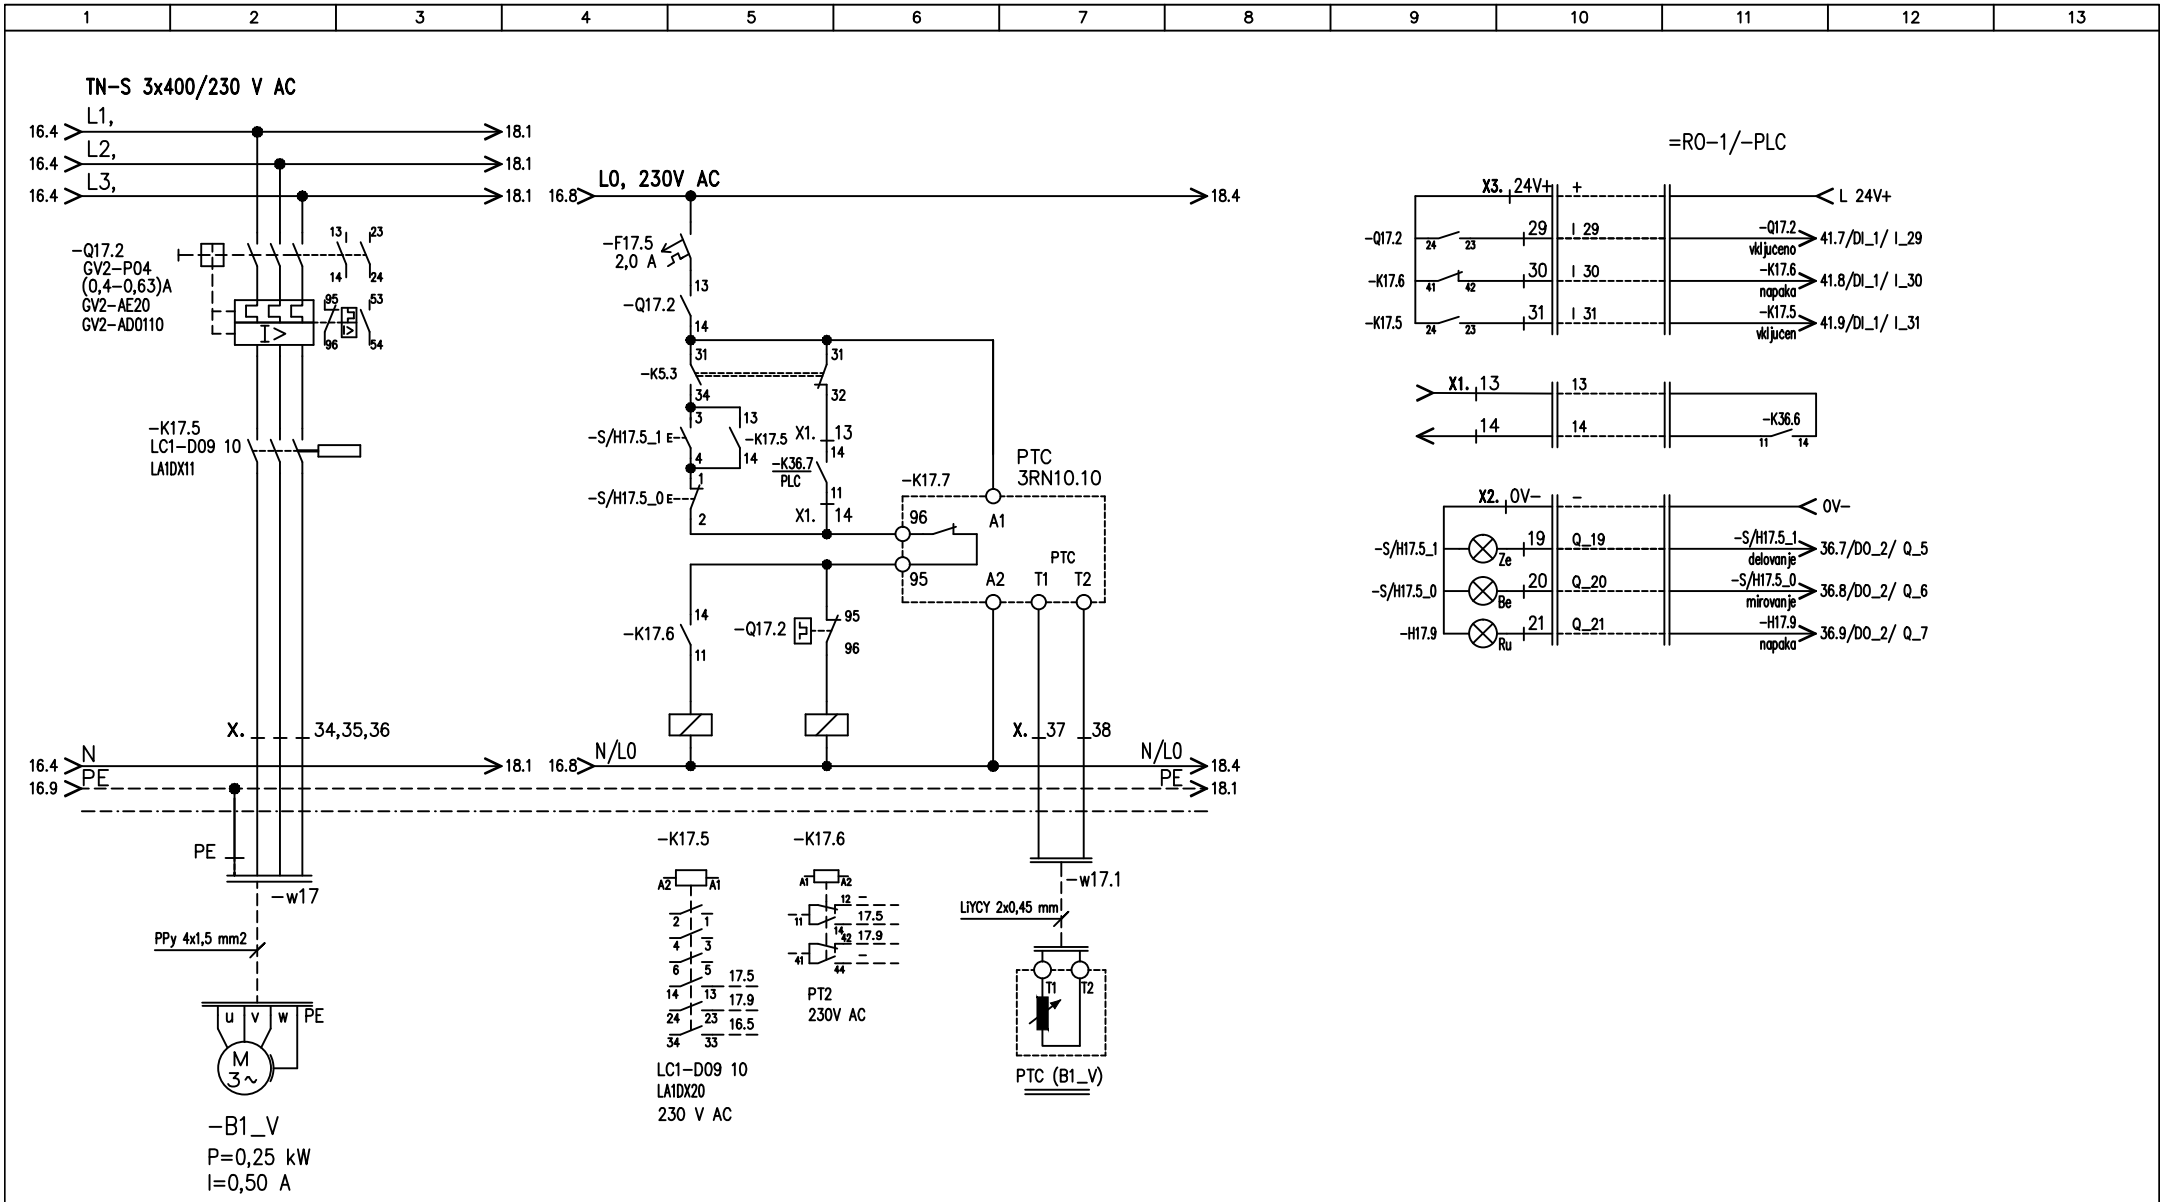 1 2 3 4 5 6 7 8 9 10 11 12 13
TN-S 3x400/230 V AC
16.4 L1, 18.1
16.4 L2, 18.1
16.4 L3, 18.1
-Q17.2
GV2-P04
(0,4-0,63)A
GV2-AE20
GV2-AD0110
13 23
14 24
95 53
I>
I>
96 54
-K17.5
LC1-D09 10
LA1DX11
X. 34,35,36
16.4 N 18.1
16.9 PE
PE
-w17
PPy 4x1,5 mm2
u v w PE
M
3~
-B1_V
P=0,25 kW
I=0,50 A
16.8 L0, 230V AC 18.4
-F17.5
2,0 A
13
-Q17.2
14
31 31
-K5.3
34 32
3 13
-S/H17.5_1 E
-K17.5
4 14
X1. 13
14
-K36.7
PLC
11
X1. 14
1
-S/H17.5_0 E
2
-K17.7
PTC
3RN10.10
96 A1
95 A2 T1 T2
PTC
14
-K17.6
11
-Q17.2
95
96
X. 37 38
16.8 N/L0 N/L0 18.4
PE 18.1
-K17.5
A2 A1
2 1
4 3
6 5
14 13 17.5
24 23 17.9
34 33 16.5
LC1-D09 10
LA1DX20
230 V AC
-K17.6
A1 A2
12 -
11 17.5
14
42 17.9
41 -
44
PT2
230V AC
-w17.1
LiYCY 2x0,45 mm
T1 T2
PTC (B1_V)
=RO-1/-PLC
X3. 24V+ + L 24V+
-Q17.2 24 23 29 I_29 -Q17.2 41.7/DI_1/ I_29
vključeno
-K17.6 41 42 30 I_30 -K17.6 41.8/DI_1/ I_30
napaka
-K17.5 24 23 31 I_31 -K17.5 41.9/DI_1/ I_31
vključen
X1. 13 13
14 14 -K36.6
11 14
X2. 0V- - 0V-
-S/H17.5_1 Ze 19 Q_19 -S/H17.5_1 36.7/DO_2/ Q_5
delovanje
-S/H17.5_0 Be 20 Q_20 -S/H17.5_0 36.8/DO_2/ Q_6
mirovanje
-H17.9 Ru 21 Q_21 -H17.9 36.9/DO_2/ Q_7
napaka